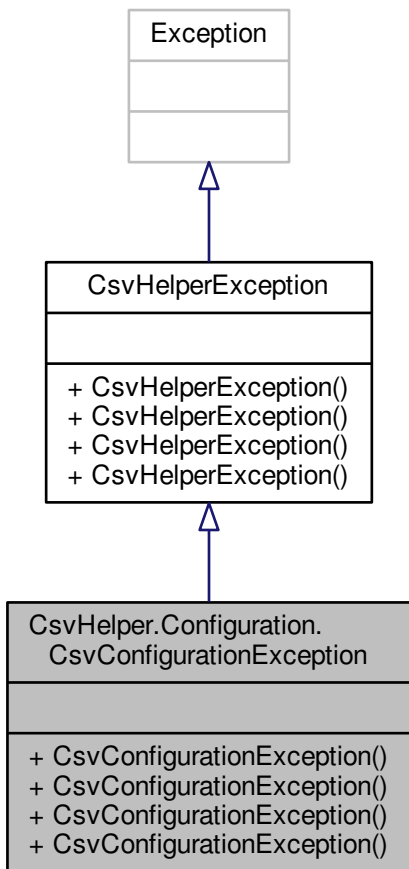 Exception
CsvHelperException
+ CsvHelperException()
+ CsvHelperException()
+ CsvHelperException()
+ CsvHelperException()
CsvHelper.Configuration.
CsvConfigurationException
+ CsvConfigurationException()
+ CsvConfigurationException()
+ CsvConfigurationException()
+ CsvConfigurationException()